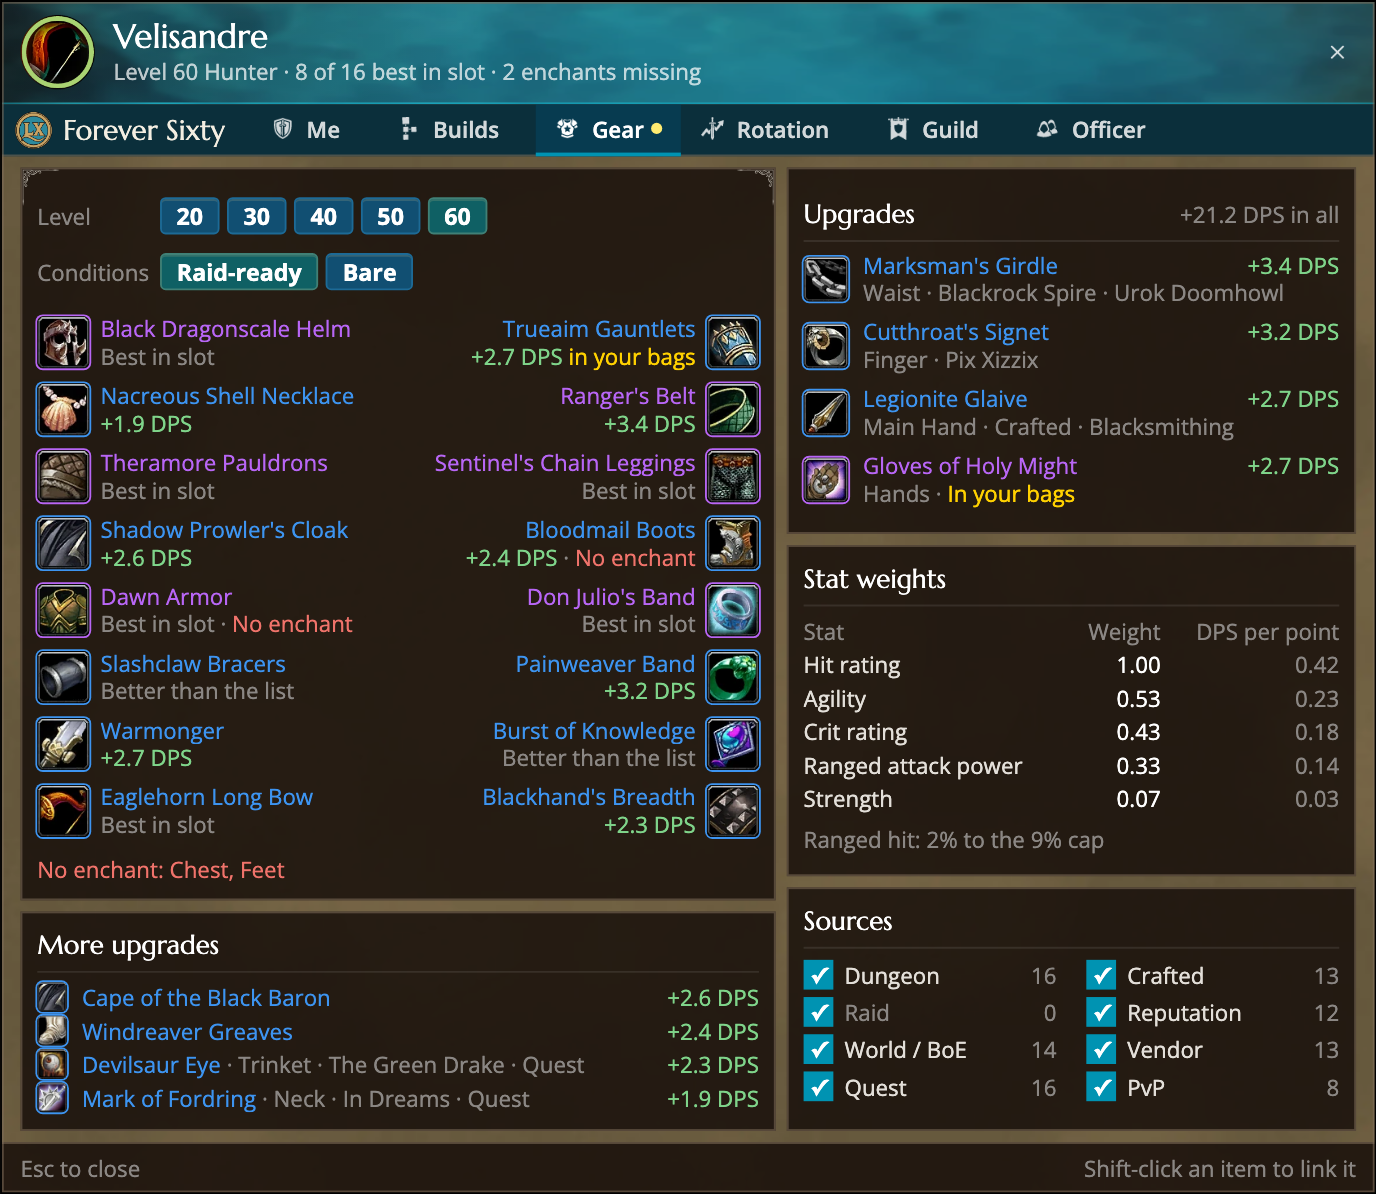 Velisandre
Level 60 Hunter · 8 of 16 best in slot · 2 enchants missing
LX Forever Sixty Me Builds Gear Rotation Guild Officer
Level 20 30 40 50 60
Conditions Raid-ready Bare
Black Dragonscale Helm
Best in slot
Trueaim Gauntlets
+2.7 DPS in your bags
Nacreous Shell Necklace
+1.9 DPS
Ranger's Belt
+3.4 DPS
Theramore Pauldrons
Best in slot
Sentinel's Chain Leggings
Best in slot
Shadow Prowler's Cloak
+2.6 DPS
Bloodmail Boots
+2.4 DPS · No enchant
Dawn Armor
Best in slot · No enchant
Don Julio's Band
Best in slot
Slashclaw Bracers
Better than the list
Painweaver Band
+3.2 DPS
Warmonger
+2.7 DPS
Burst of Knowledge
Better than the list
Eaglehorn Long Bow
Best in slot
Blackhand's Breadth
+2.3 DPS
No enchant: Chest, Feet
More upgrades
Cape of the Black Baron +2.6 DPS
Windreaver Greaves +2.4 DPS
Devilsaur Eye · Trinket · The Green Drake · Quest +2.3 DPS
Mark of Fordring · Neck · In Dreams · Quest +1.9 DPS
Upgrades +21.2 DPS in all
Marksman's Girdle +3.4 DPS
Waist · Blackrock Spire · Urok Doomhowl
Cutthroat's Signet +3.2 DPS
Finger · Pix Xizzix
Legionite Glaive +2.7 DPS
Main Hand · Crafted · Blacksmithing
Gloves of Holy Might +2.7 DPS
Hands · In your bags
Stat weights
Stat Weight DPS per point
Hit rating 1.00 0.42
Agility 0.53 0.23
Crit rating 0.43 0.18
Ranged attack power 0.33 0.14
Strength 0.07 0.03
Ranged hit: 2% to the 9% cap
Sources
Dungeon 16 Crafted 13
Raid 0 Reputation 12
World / BoE 14 Vendor 13
Quest 16 PvP 8
Esc to close Shift-click an item to link it